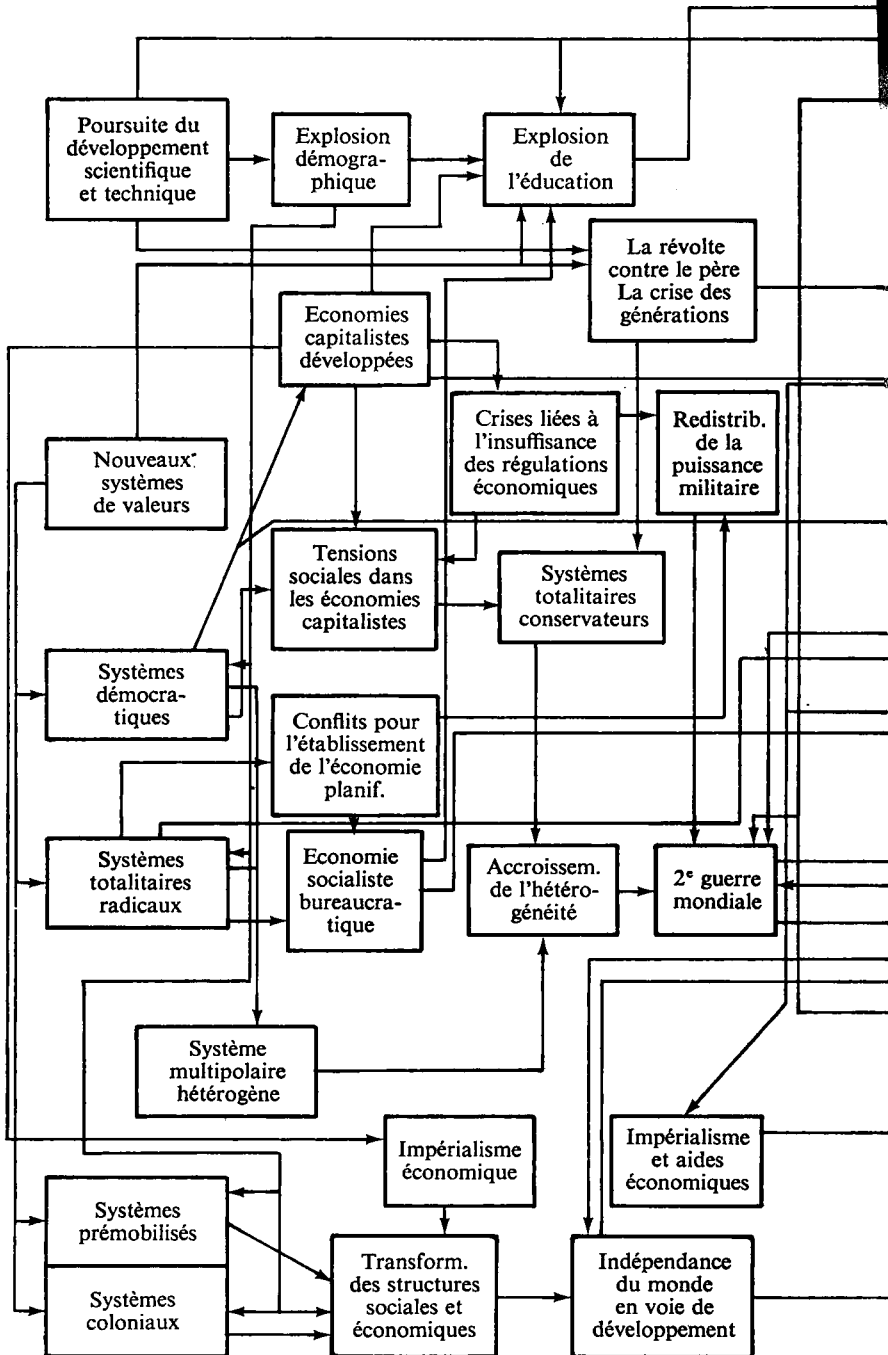 Poursuite du
développement
scientifique
et technique
Explosion
démogra-
phique
Explosion
de
l'éducation
La révolte
contre le père
La crise des
générations
Economies
capitalistes
développées
Crises liées à
l'insuffisance
des régulations
économiques
Redistrib.
de la
puissance
militaire
Nouveaux
systèmes
de valeurs
Tensions
sociales dans
les économies
capitalistes
Systèmes
totalitaires
conservateurs
Systèmes
démocra-
tiques
Conflits pour
l'établissement
de l'économie
planif.
Systèmes
totalitaires
radicaux
Economie
socialiste
bureaucra-
tique
Accroissem.
de l'hétéro-
généité
2e guerre
mondiale
Système
multipolaire
hétérogène
Impérialisme
économique
Impérialisme
et aides
économiques
Systèmes
prémobilisés
Systèmes
coloniaux
Transform.
des structures
sociales et
économiques
Indépendance
du monde
en voie de
développement